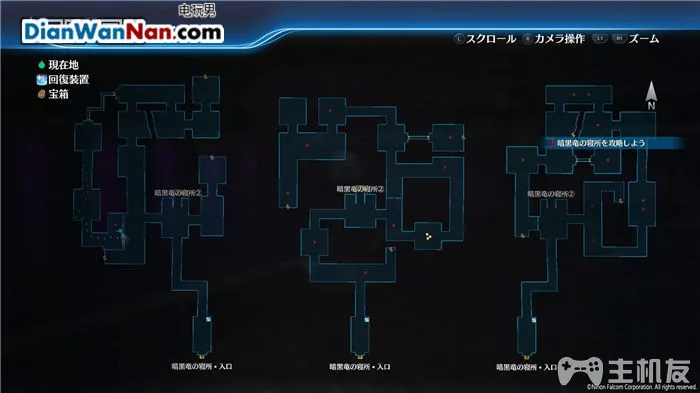 电玩男
DianWanNan.com
Ⓛスクロール Ⓡカメラ操作 L1 R1 ズーム
現在地
回復装置
宝箱
N
暗黒竜の寝所を攻略しよう
暗黒竜の寝所②
暗黒竜の寝所②
暗黒竜の寝所②
暗黒竜の寝所・入口
暗黒竜の寝所・入口
暗黒竜の寝所・入口
主机友
©Nihon Falcom Corporation. All rights reserved.